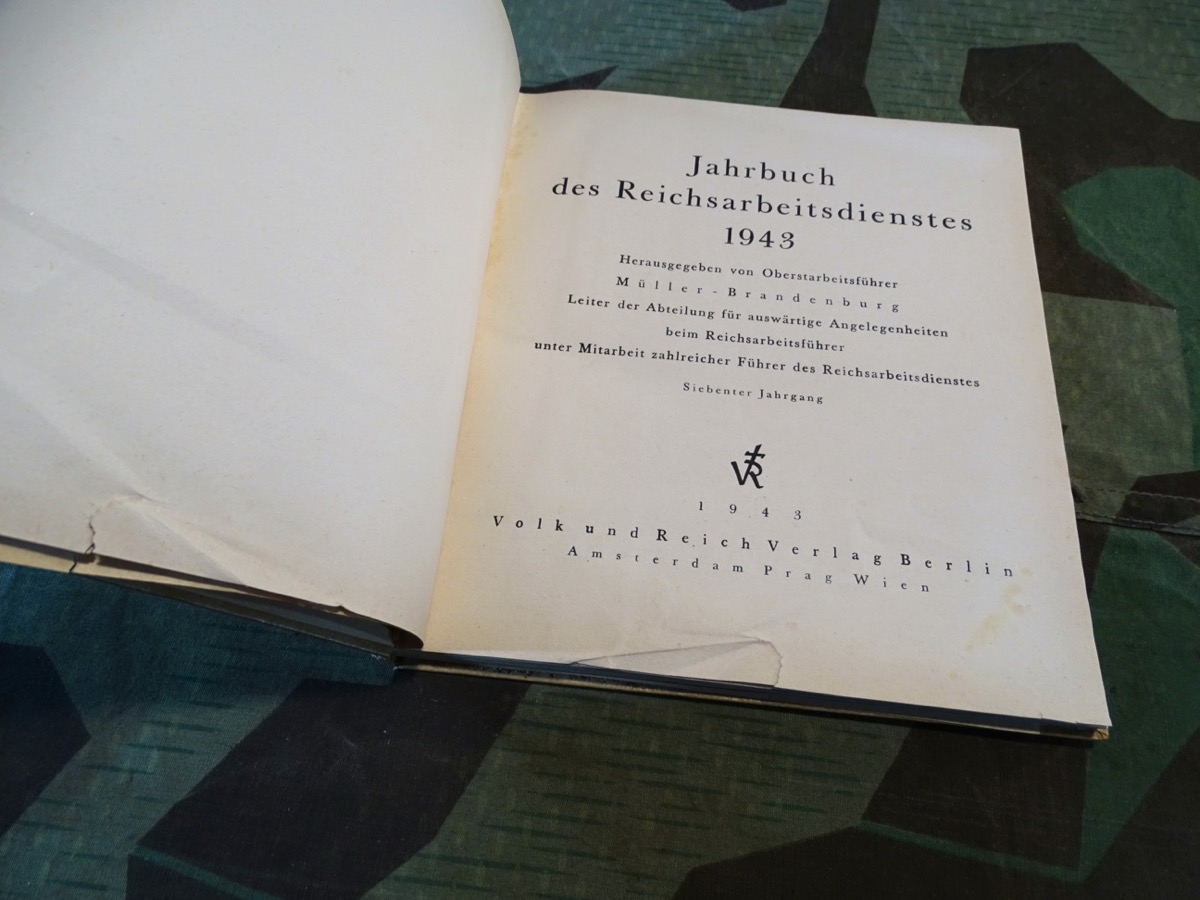 Jahrbuch
des Reichsarbeitsdienstes
1943
Herausgegeben von Oberstarbeitsführer
Müller-Brandenburg
Leiter der Abteilung für auswärtige Angelegenheiten
beim Reichsarbeitsführer
unter Mitarbeit zahlreicher Führer des Reichsarbeitsdienstes
Siebenter Jahrgang
VR
1943
Volk und Reich Verlag Berlin
Amsterdam Prag Wien